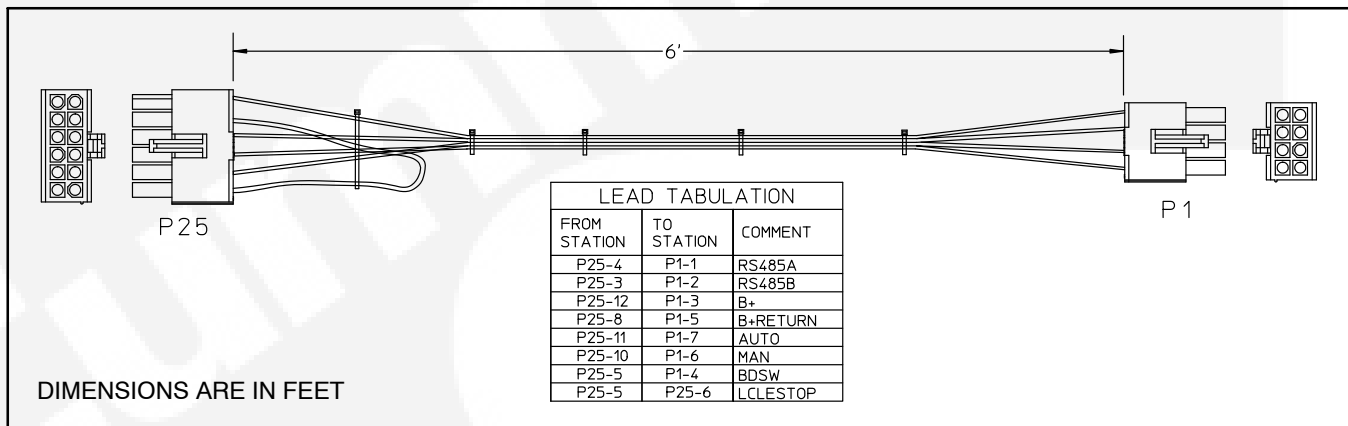 6'
P25
P1
LEAD TABULATION
FROM STATION TO STATION COMMENT
P25-4 P1-1 RS485A
P25-3 P1-2 RS485B
P25-12 P1-3 B+
P25-8 P1-5 B+RETURN
P25-11 P1-7 AUTO
P25-10 P1-6 MAN
P25-5 P1-4 BDSW
P25-5 P25-6 LCLESTOP
DIMENSIONS ARE IN FEET